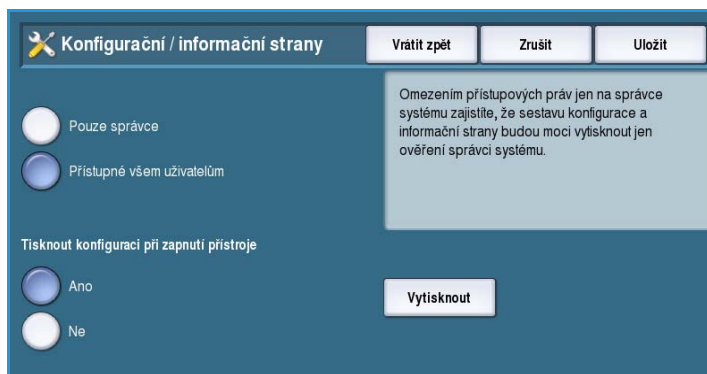 Konfigurační / informační strany
Vrátit zpět
Zrušit
Uložit
Pouze správce
Přístupné všem uživatelům
Omezením přístupových práv jen na správce
systému zajistíte, že sestavu konfigurace a
informační strany budou moci vytisknout jen
ověření správci systému.
Tisknout konfiguraci při zapnutí přístroje
Ano
Ne
Vytisknout